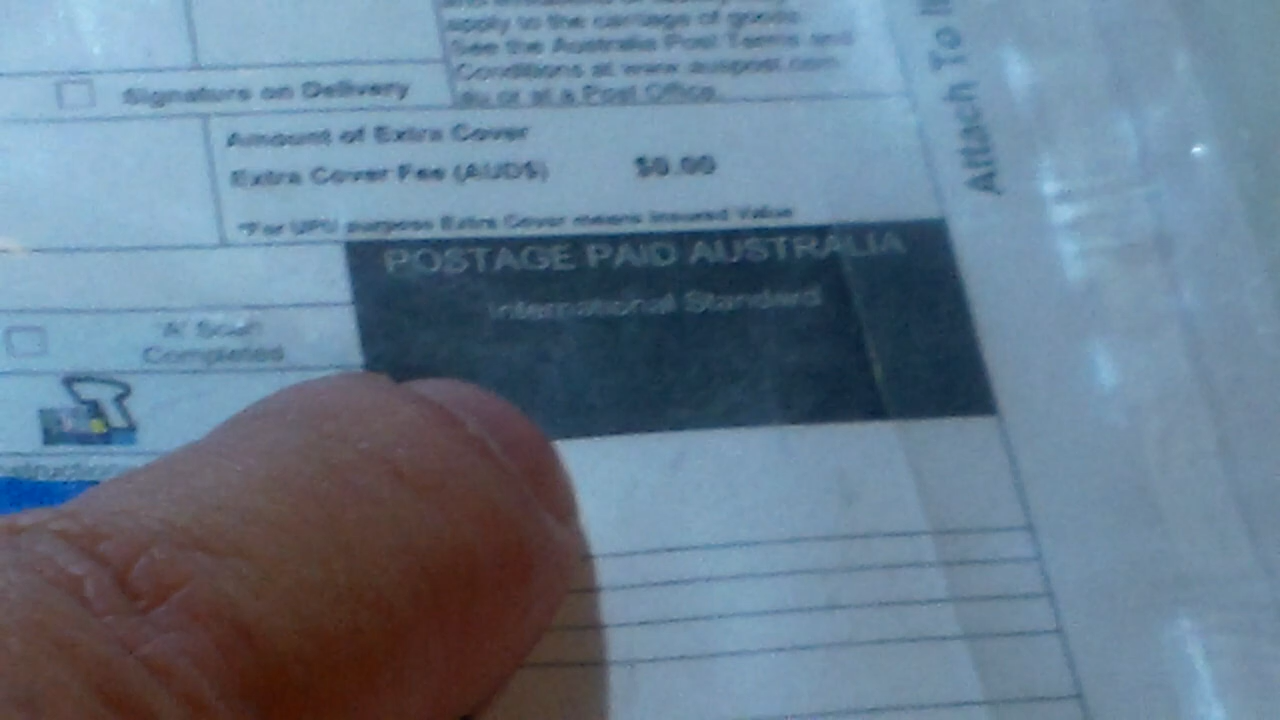 apply to the carriage of goods.
See the Australia Post Terms and
Conditions at www.auspost.com.
au or at a Post Office.
Attach To
Signature on Delivery
Amount of Extra Cover
Extra Cover Fee (AUD$) $0.00
*For UPU purpose Extra Cover means Insured Value
POSTAGE PAID AUSTRALIA
International Standard
'A' Scan
Completed